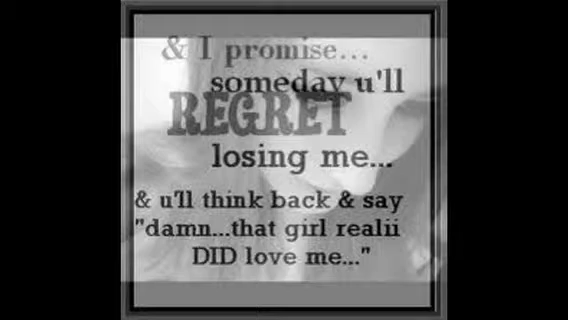 & I promise...
someday u'll
REGRET
losing me...
& u'll think back & say
"damn...that girl realii
DID love me..."